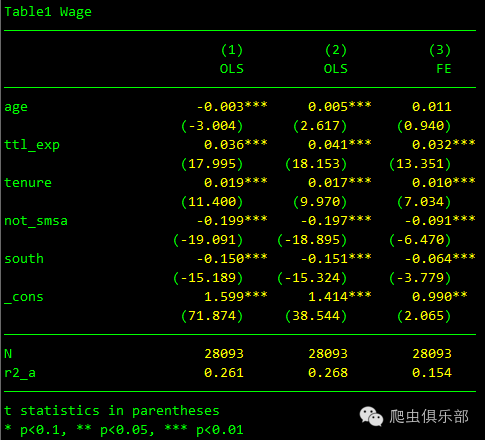 Table1 Wage
(1) (2) (3)
OLS OLS FE
age -0.003*** 0.005*** 0.011
(-3.004) (2.617) (0.940)
ttl_exp 0.036*** 0.041*** 0.032***
(17.995) (18.153) (13.351)
tenure 0.019*** 0.017*** 0.010***
(11.400) (9.970) (7.034)
not_smsa -0.199*** -0.197*** -0.091***
(-19.091) (-18.895) (-6.470)
south -0.150*** -0.151*** -0.064***
(-15.189) (-15.324) (-3.779)
_cons 1.599*** 1.414*** 0.990**
(71.874) (38.544) (2.065)
N 28093 28093 28093
r2_a 0.261 0.268 0.154
t statistics in parentheses
* p<0.1, ** p<0.05, *** p<0.01
爬虫俱乐部